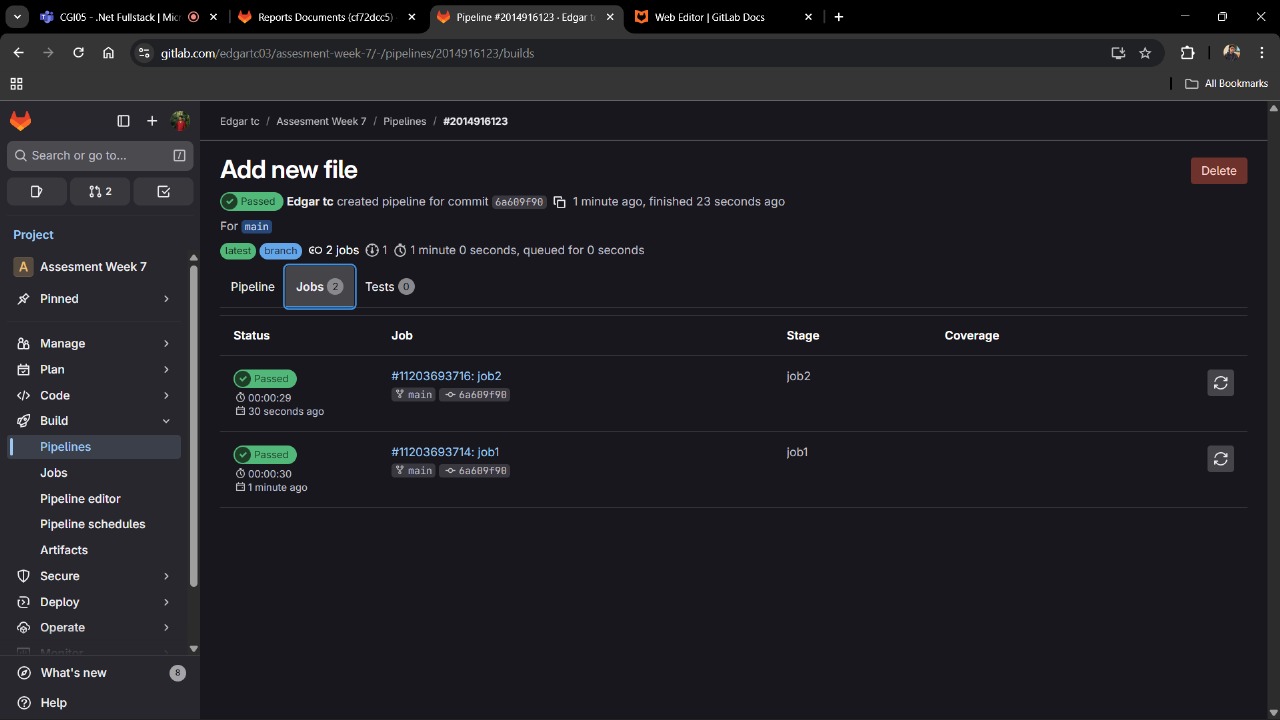 CGI05 - .Net Fullstack | Mic
Reports Documents (cf72dcc5)
Pipeline #2014916123 · Edgar t
Web Editor | GitLab Docs
gitlab.com/edgartc03/assesment-week-7/-/pipelines/2014916123/builds
All Bookmarks
Search or go to...
/
2
Project
A Assesment Week 7
Pinned
Manage
Plan
Code
Build
Pipelines
Jobs
Pipeline editor
Pipeline schedules
Artifacts
Secure
Deploy
Operate
Monitor
What's new 8
Help
Edgar tc / Assesment Week 7 / Pipelines / #2014916123
Add new file
Delete
Passed Edgar tc created pipeline for commit 6a609f90 1 minute ago, finished 23 seconds ago
For main
latest branch 2 jobs 1 1 minute 0 seconds, queued for 0 seconds
Pipeline Jobs 2 Tests 0
Status Job Stage Coverage
Passed #11203693716: job2 job2
00:00:29 main 6a609f90
30 seconds ago
Passed #11203693714: job1 job1
00:00:30 main 6a609f90
1 minute ago